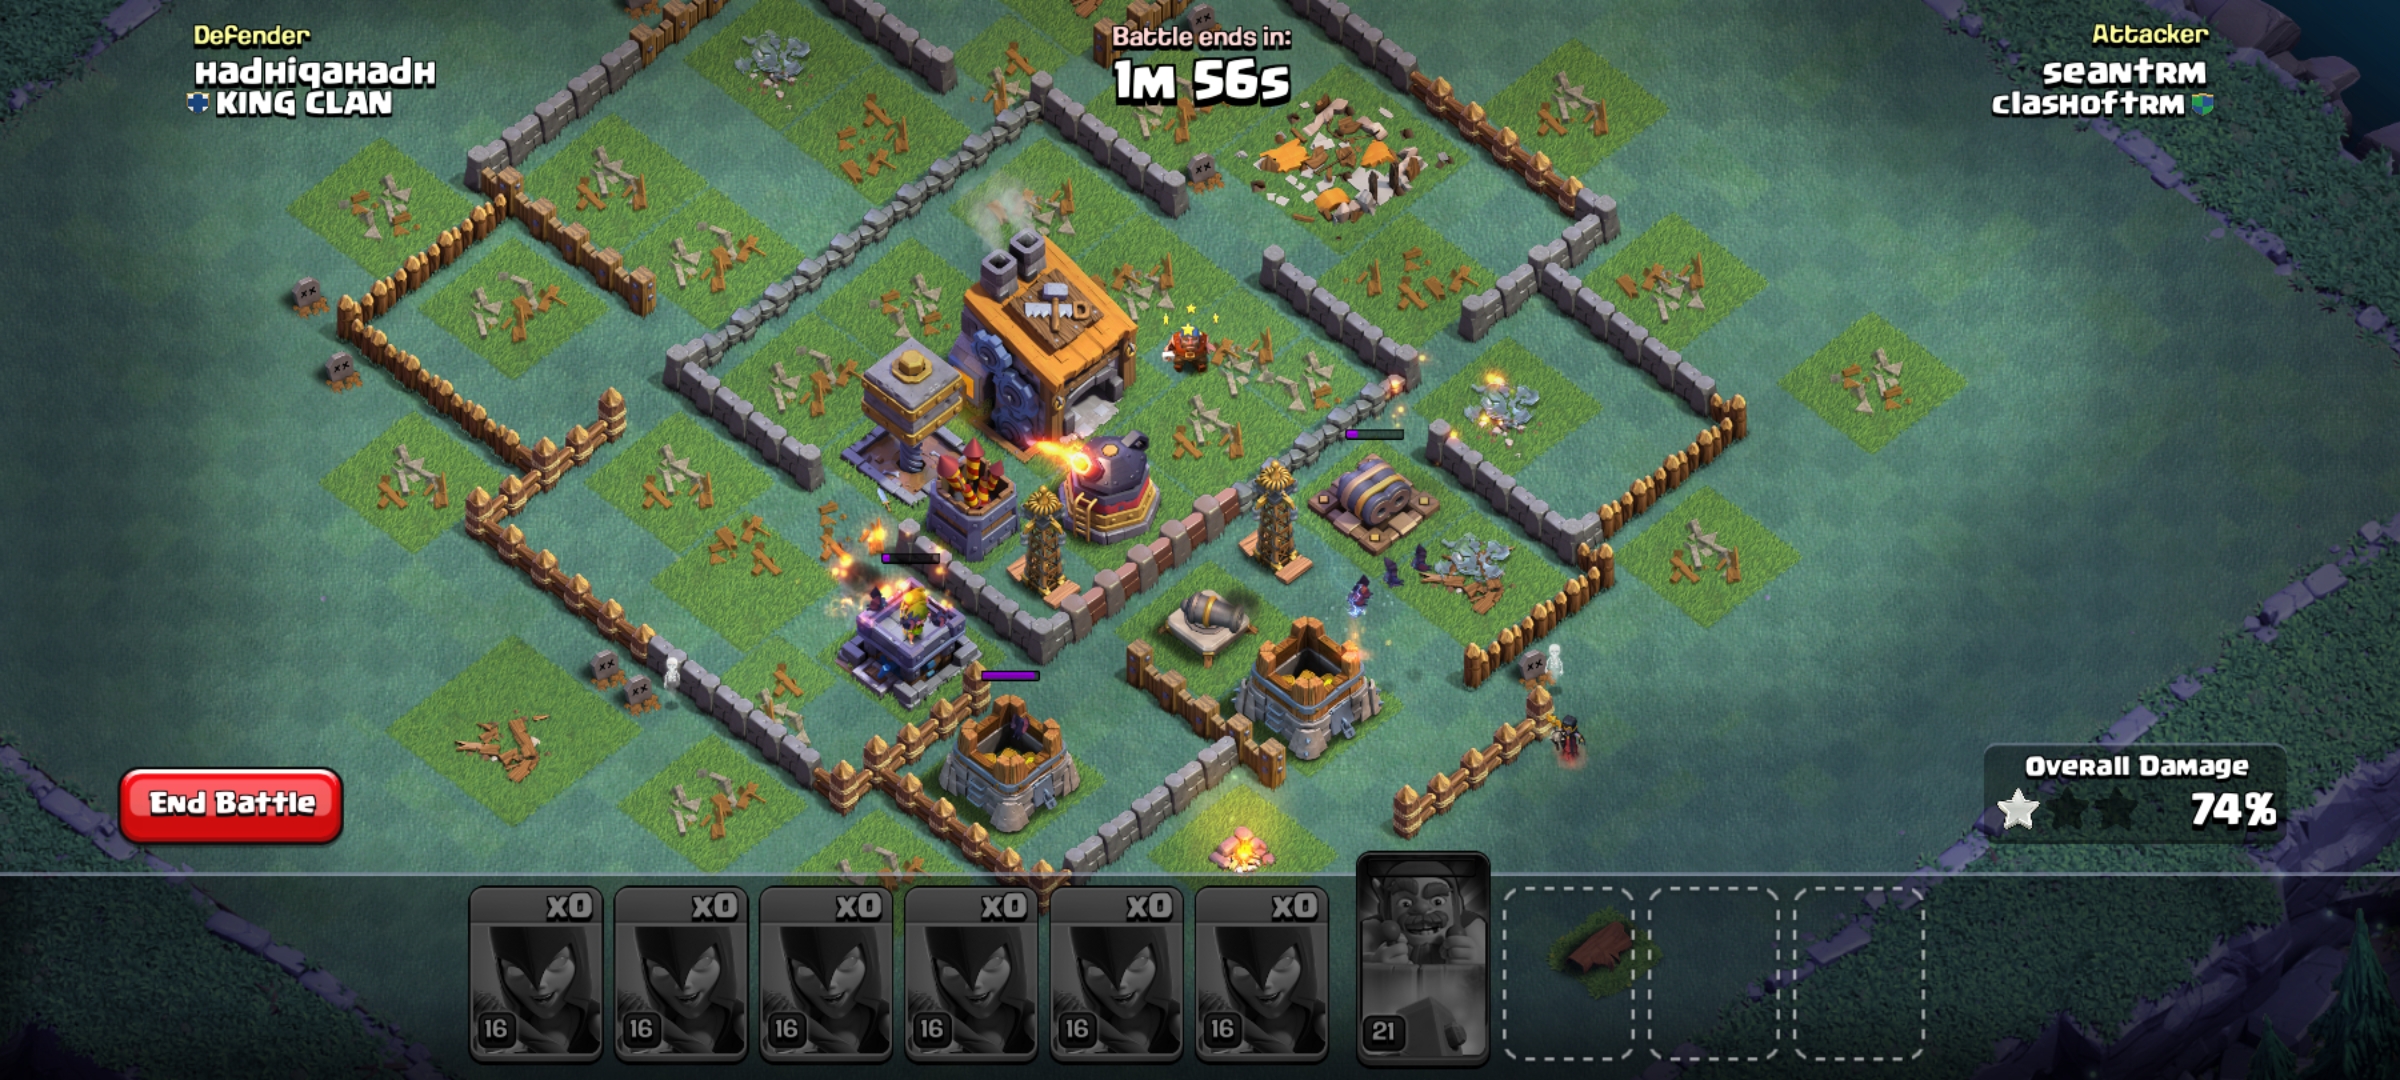 Defender
Hadhiqahadh
KING CLAN
Battle ends in:
1M 56s
Attacker
seantRM
clashoftRM
End Battle
Overall Damage
74%
x0 x0 x0 x0 x0 x0
16 16 16 16 16 16 21